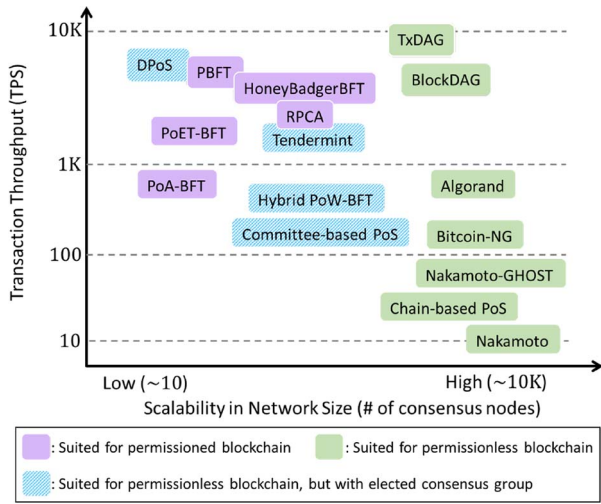 Transaction Throughput (TPS)
10K
1K
100
10
TxDAG
DPoS
PBFT
BlockDAG
HoneyBadgerBFT
RPCA
PoET-BFT
Tendermint
PoA-BFT
Algorand
Hybrid PoW-BFT
Committee-based PoS
Bitcoin-NG
Nakamoto-GHOST
Chain-based PoS
Nakamoto
Low (~10)
High (~10K)
Scalability in Network Size (# of consensus nodes)
: Suited for permissioned blockchain
: Suited for permissionless blockchain
: Suited for permissionless blockchain, but with elected consensus group